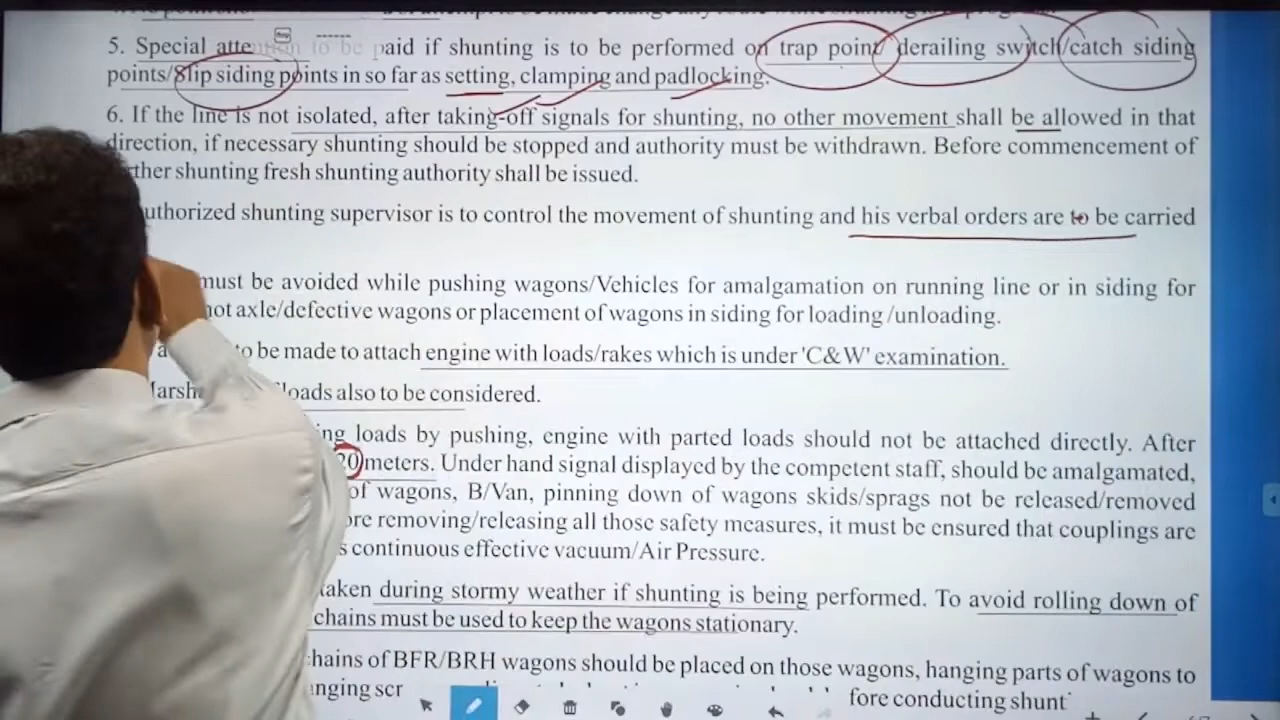 5. Special attention to be paid if shunting is to be performed on trap point/ derailing switch/catch siding
points/Slip siding points in so far as setting, clamping and padlocking.
6. If the line is not isolated, after taking-off signals for shunting, no other movement shall be allowed in that
direction, if necessary shunting should be stopped and authority must be withdrawn. Before commencement of
ther shunting fresh shunting authority shall be issued.
uthorized shunting supervisor is to control the movement of shunting and his verbal orders are to be carried
must be avoided while pushing wagons/Vehicles for amalgamation on running line or in siding for
hot axle/defective wagons or placement of wagons in siding for loading /unloading.
to be made to attach engine with loads/rakes which is under 'C&W' examination.
Marsh loads also to be considered.
ing loads by pushing, engine with parted loads should not be attached directly. After
20 meters. Under hand signal displayed by the competent staff, should be amalgamated,
of wagons, B/Van, pinning down of wagons skids/sprags not be released/removed
ore removing/releasing all those safety measures, it must be ensured that couplings are
s continuous effective vacuum/Air Pressure.
taken during stormy weather if shunting is being performed. To avoid rolling down of
chains must be used to keep the wagons stationary.
chains of BFR/BRH wagons should be placed on those wagons, hanging parts of wagons to
anging scr fore conducting shunt